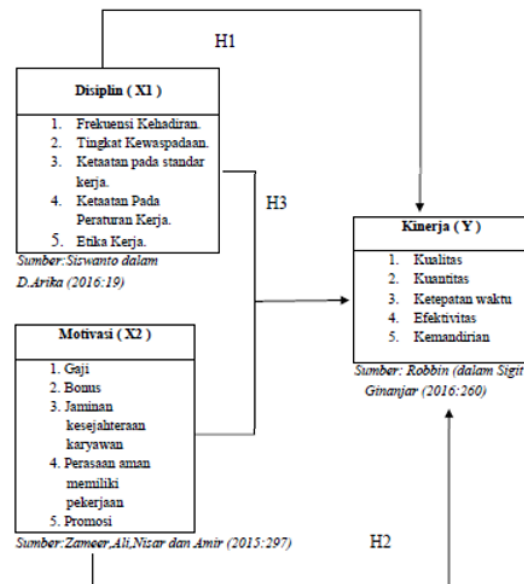 H1
Disiplin ( X1 )
1. Frekuensi Kehadiran.
2. Tingkat Kewaspadaan.
3. Ketaatan pada standar
kerja.
4. Ketaatan Pada
Peraturan Kerja.
5. Etika Kerja.
Sumber:Siswanto dalam
D.Arika (2016:19)
H3
Kinerja ( Y )
1. Kualitas
2. Kuantitas
3. Ketepatan waktu
4. Efektivitas
5. Kemandirian
Sumber: Robbin (dalam Sigit
Ginanjar (2016:260)
Motivasi ( X2 )
1. Gaji
2. Bonus
3. Jaminan
kesejahteraan
karyawan
4. Perasaan aman
memiliki
pekerjaan
5. Promosi
Sumber:Zameer,Ali,Nisar dan Amir (2015:297)
H2